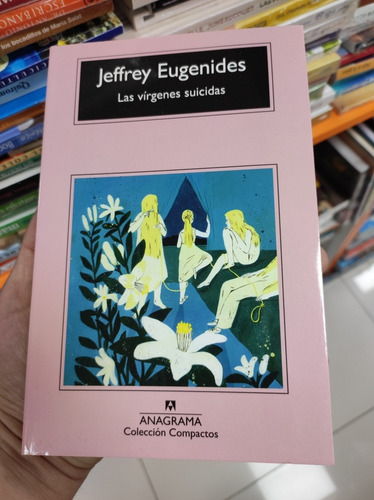 Jeffrey Eugenides
Las vírgenes suicidas
ANAGRAMA
Colección Compactos